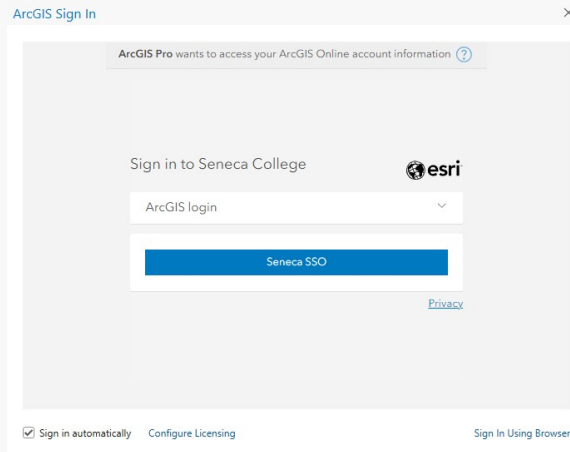 ArcGIS Sign In
ArcGIS Pro wants to access your ArcGIS Online account information ?
Sign in to Seneca College
esri
ArcGIS login
Seneca SSO
Privacy
Sign in automatically Configure Licensing Sign In Using Browser